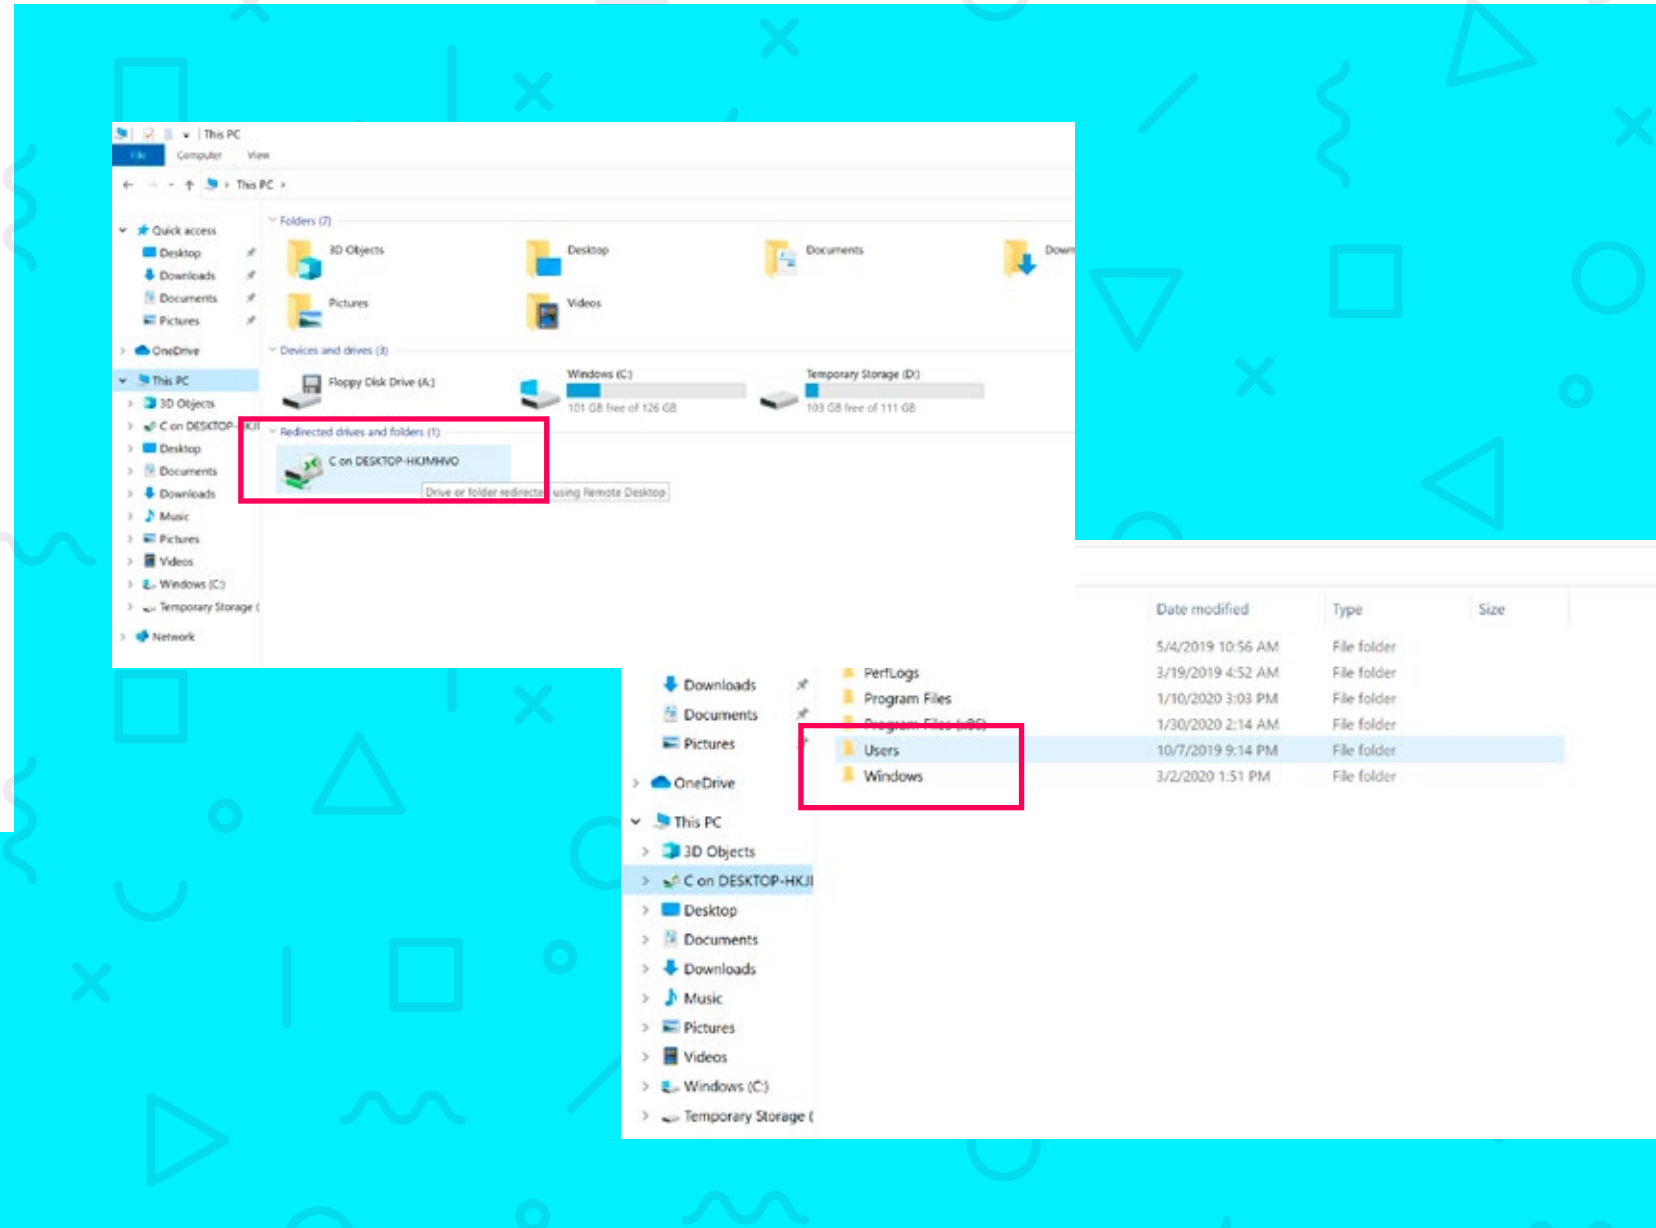 This PC
File Computer View
This PC
Quick access
Desktop
Downloads
Documents
Pictures
OneDrive
This PC
3D Objects
C on DESKTOP-HKJI
Desktop
Documents
Downloads
Music
Pictures
Videos
Windows (C:)
Temporary Storage (
Network
Folders (7)
3D Objects
Desktop
Documents
Down
Pictures
Videos
Devices and drives (3)
Floppy Disk Drive (A:)
Windows (C:)
101 GB free of 126 GB
Temporary Storage (D:)
103 GB free of 111 GB
Redirected drives and folders (1)
C on DESKTOP-HKJMHVO
Drive or folder redirected using Remote Desktop
Date modified Type Size
5/4/2019 10:56 AM File folder
PerfLogs 3/19/2019 4:52 AM File folder
Program Files 1/10/2020 3:03 PM File folder
Program Files (x86) 1/30/2020 2:14 AM File folder
Users 10/7/2019 9:14 PM File folder
Windows 3/2/2020 1:51 PM File folder
Downloads
Documents
Pictures
OneDrive
This PC
3D Objects
C on DESKTOP-HKJI
Desktop
Documents
Downloads
Music
Pictures
Videos
Windows (C:)
Temporary Storage (